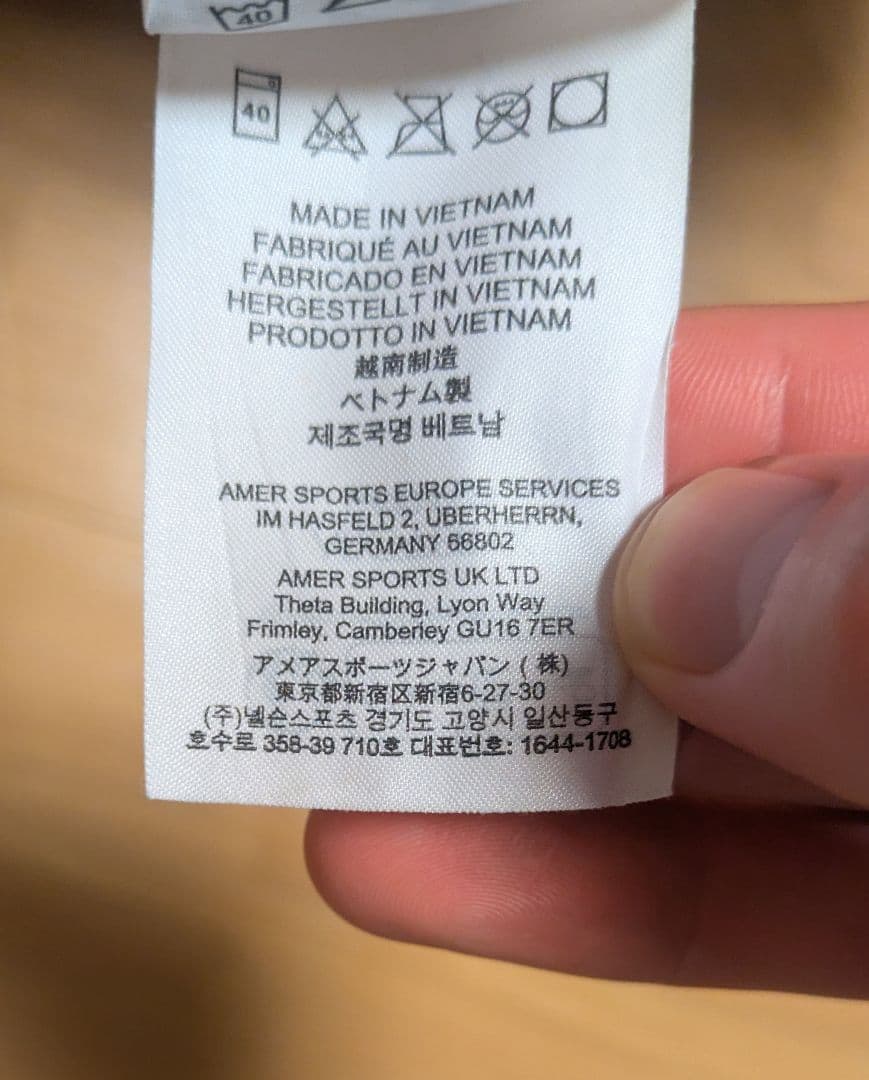 40
40
MADE IN VIETNAM
FABRIQUÉ AU VIETNAM
FABRICADO EN VIETNAM
HERGESTELLT IN VIETNAM
PRODOTTO IN VIETNAM
越南制造
ベトナム製
제조국명 베트남
AMER SPORTS EUROPE SERVICES
IM HASFELD 2, ÜBERHERRN,
GERMANY 66802
AMER SPORTS UK LTD
Theta Building, Lyon Way
Frimley, Camberley GU16 7ER
アメアスポーツジャパン ( 株)
東京都新宿区新宿6-27-30
(주)넬슨스포츠 경기도 고양시 일산동구
호수로 358-39 710호 대표번호: 1644-1708